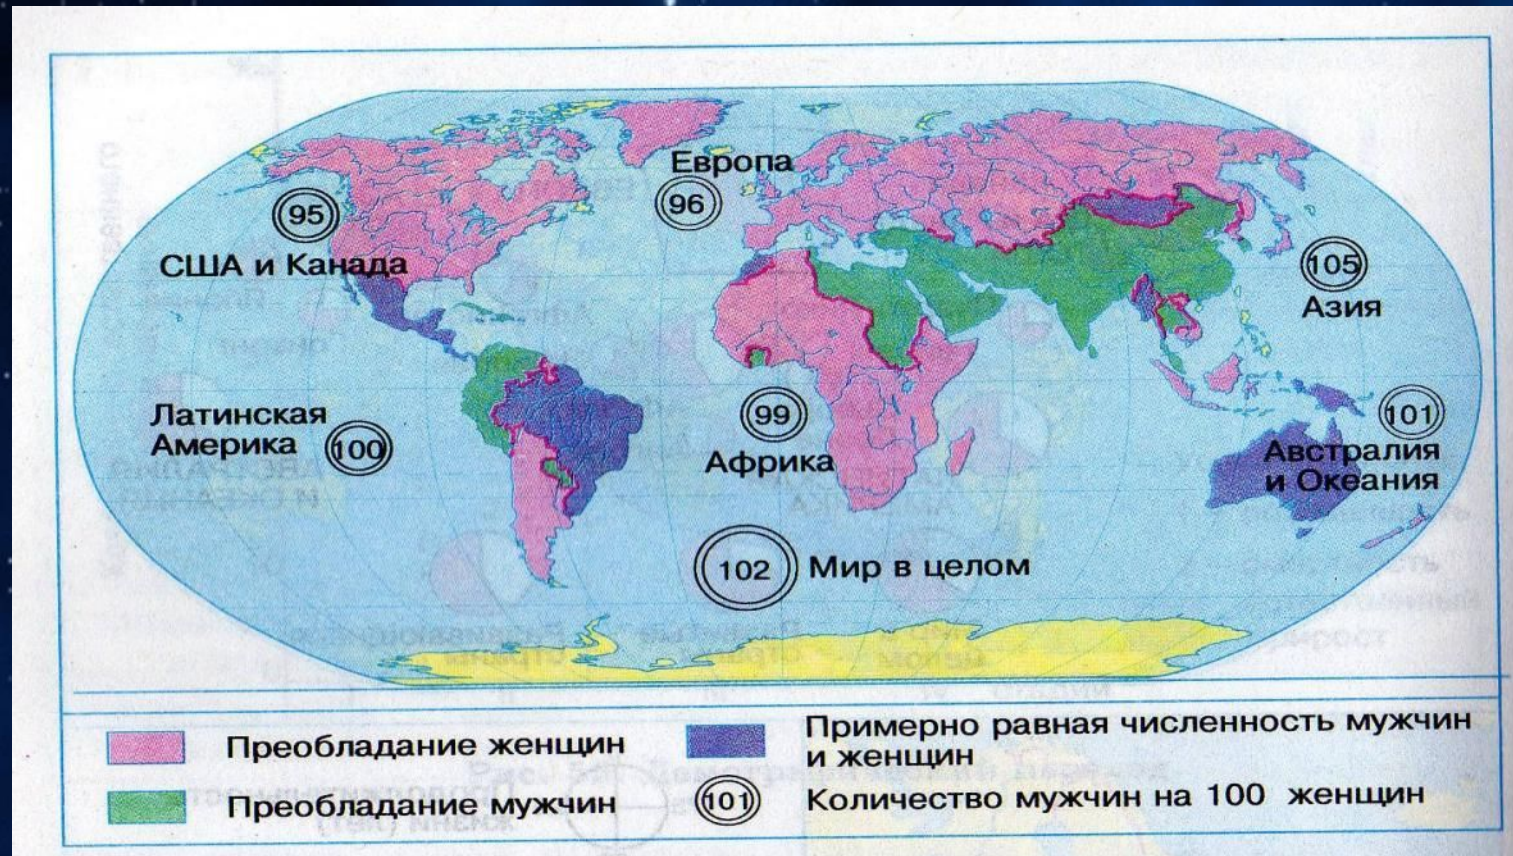 Европа
96
95
США и Канада
105
Азия
Латинская
Америка
100
99
Африка
101
Австралия
и Океания
102
Мир в целом
Преобладание женщин
Преобладание мужчин
Примерно равная численность мужчин
и женщин
101
Количество мужчин на 100 женщин